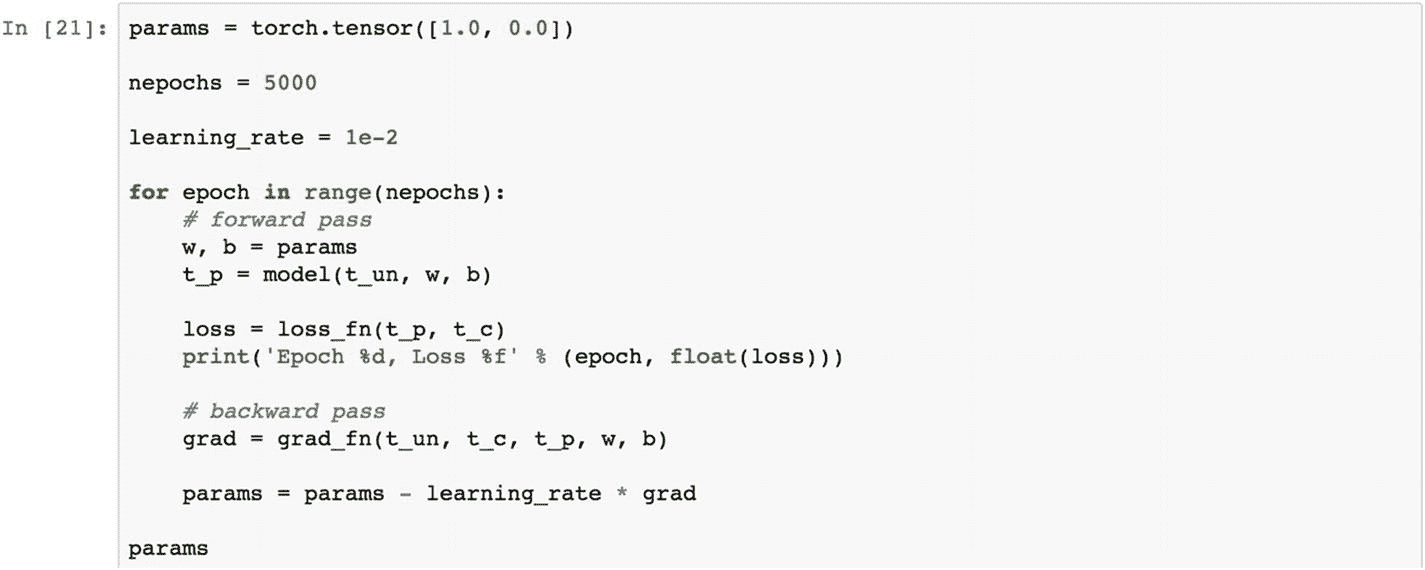 In [21]: params = torch.tensor([1.0, 0.0])
nepochs = 5000
learning_rate = 1e-2
for epoch in range(nepochs):
    # forward pass
    w, b = params
    t_p = model(t_un, w, b)
    loss = loss_fn(t_p, t_c)
    print('Epoch %d, Loss %f' % (epoch, float(loss)))
    # backward pass
    grad = grad_fn(t_un, t_c, t_p, w, b)
    params = params - learning_rate * grad
params